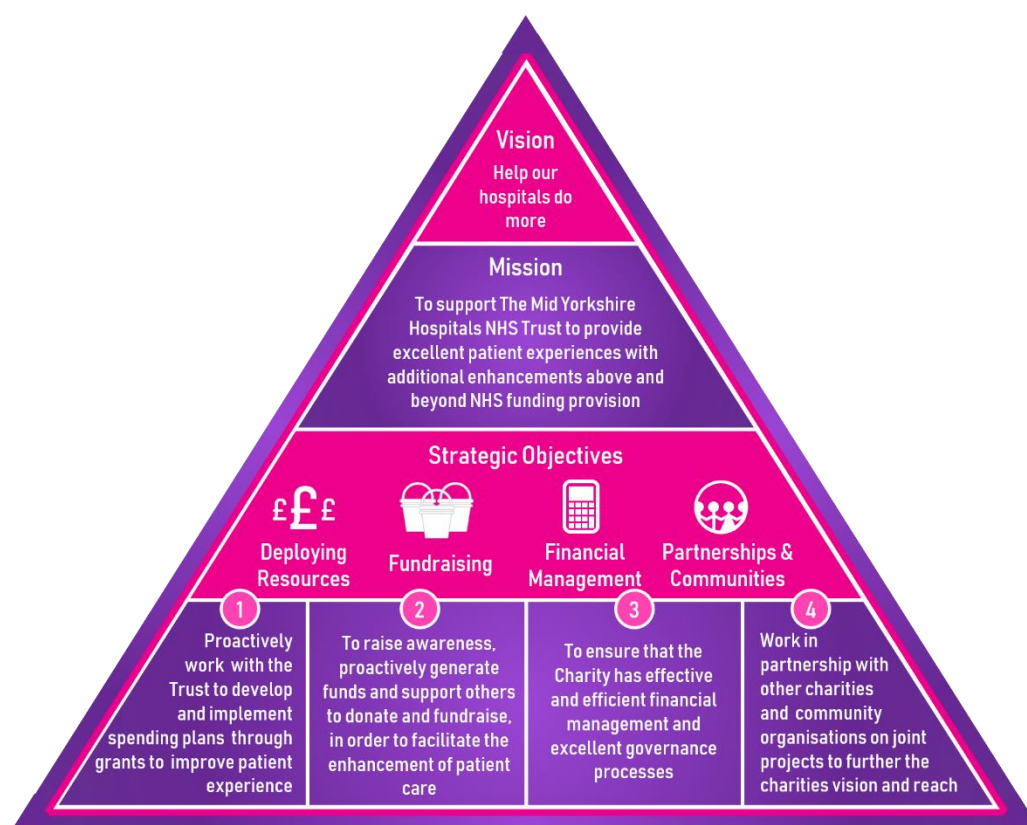 Vision
Help our
hospitals do
more
Mission
To support The Mid Yorkshire
Hospitals NHS Trust to provide
excellent patient experiences with
additional enhancements above and
beyond NHS funding provision
Strategic Objectives
£££
Deploying
Resources
Fundraising
Financial
Management
Partnerships &
Communities
1
Proactively
work with the
Trust to develop
and implement
spending plans through
grants to improve patient
experience
2
To raise awareness,
proactively generate
funds and support others
to donate and fundraise,
in order to facilitate the
enhancement of patient
care
3
To ensure that the
Charity has effective
and efficient financial
management and
excellent governance
processes
4
Work in
partnership with
other charities
and community
organisations on joint
projects to further the
charities vision and reach